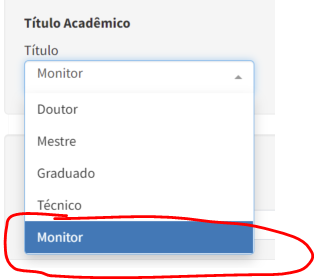 Título Acadêmico
Título
Monitor
Doutor
Mestre
Graduado
Técnico
Monitor